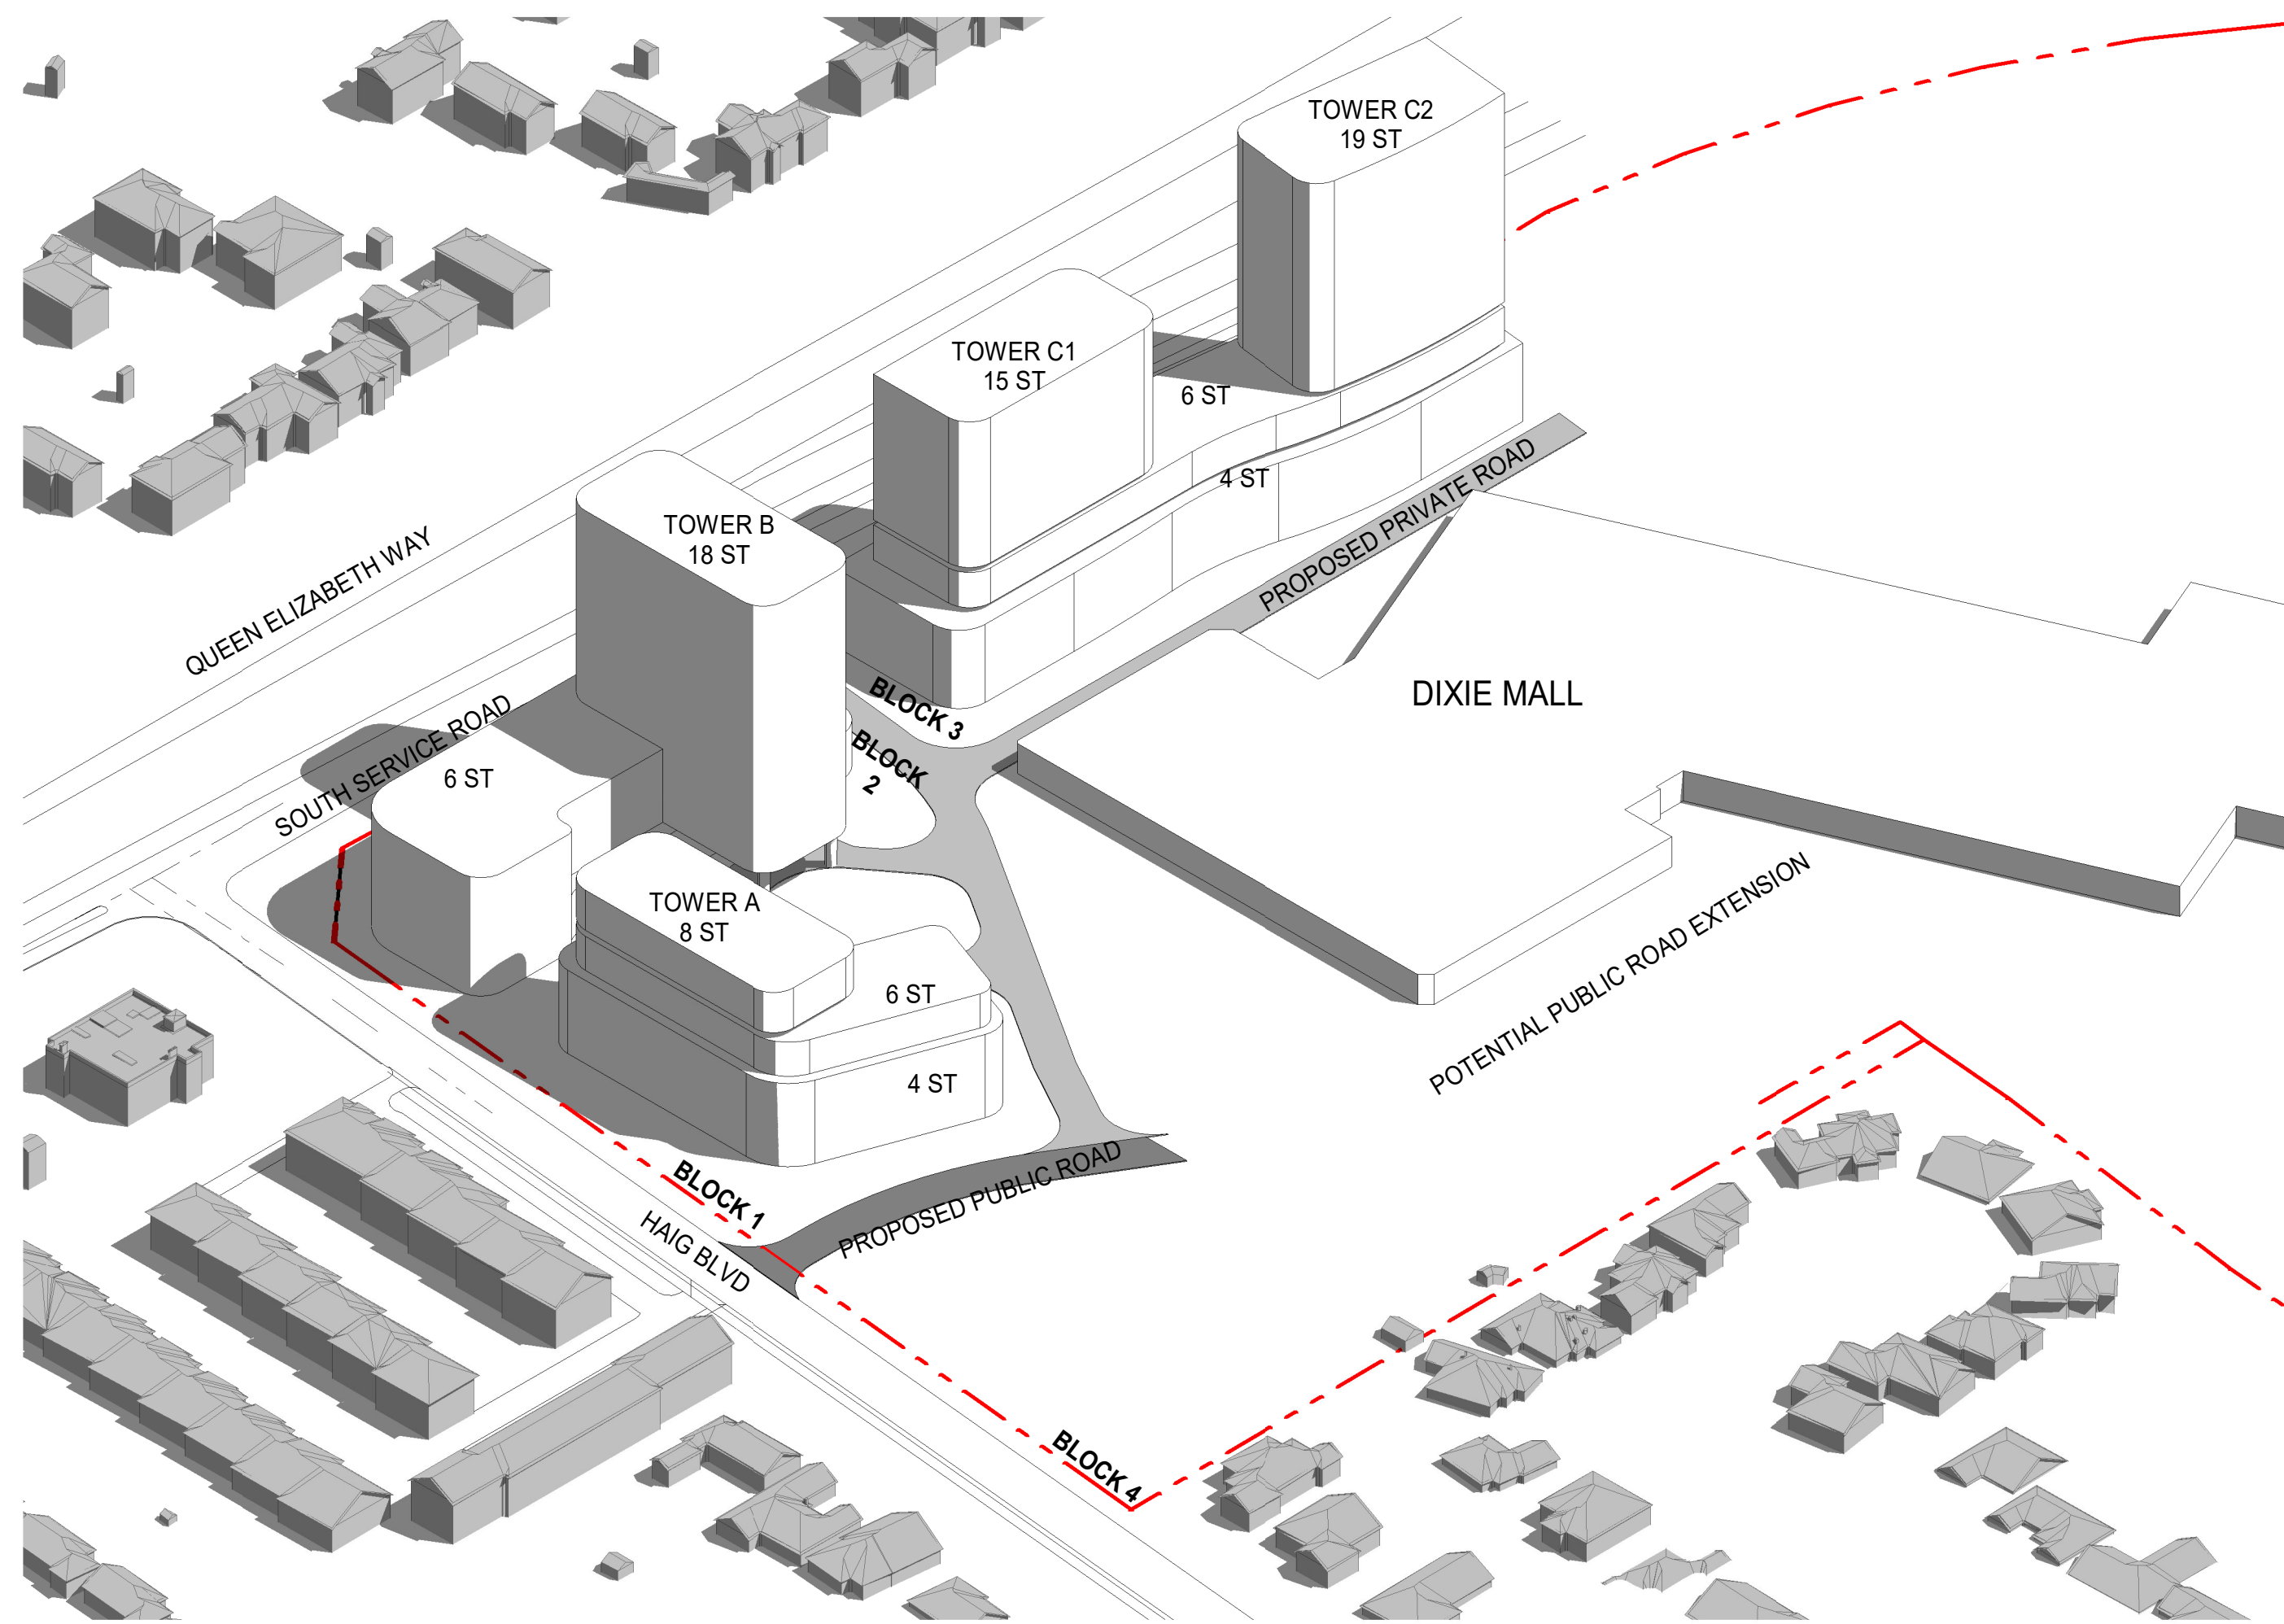 TOWER C2
19 ST
TOWER C1
15 ST
6 ST
4 ST
TOWER B
18 ST
QUEEN ELIZABETH WAY
PROPOSED PRIVATE ROAD
SOUTH SERVICE ROAD
BLOCK 3
DIXIE MALL
BLOCK
2
6 ST
TOWER A
8 ST
6 ST
4 ST
POTENTIAL PUBLIC ROAD EXTENSION
BLOCK 1
PROPOSED PUBLIC ROAD
HAIG BLVD
BLOCK 4